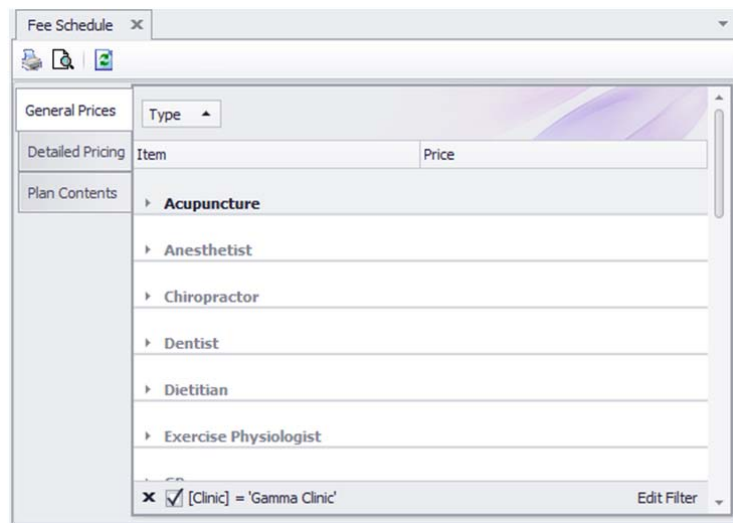 Fee Schedule
General Prices
Type
Detailed Pricing
Item Price
Plan Contents
Acupuncture
Anesthetist
Chiropractor
Dentist
Dietitian
Exercise Physiologist
[Clinic] = 'Gamma Clinic' Edit Filter